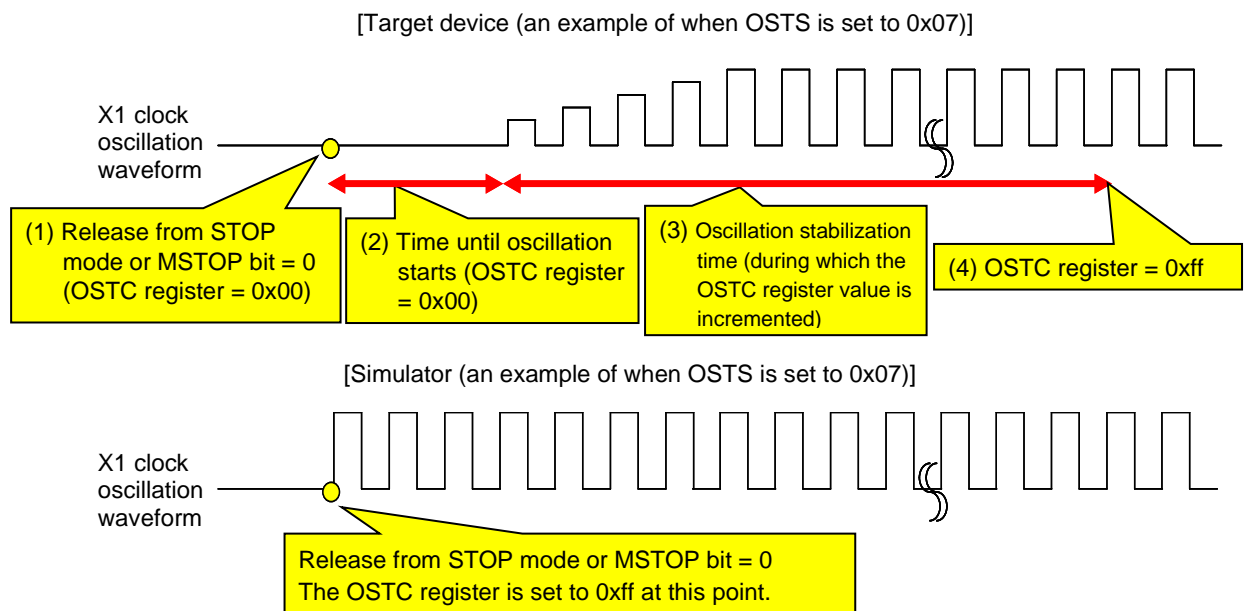 [Target device (an example of when OSTS is set to 0x07)]
X1 clock
oscillation
waveform
(1) Release from STOP
mode or MSTOP bit = 0
(OSTC register = 0x00)
(2) Time until oscillation
starts (OSTC register
= 0x00)
(3) Oscillation stabilization
time (during which the
OSTC register value is
incremented)
(4) OSTC register = 0xff
[Simulator (an example of when OSTS is set to 0x07)]
X1 clock
oscillation
waveform
Release from STOP mode or MSTOP bit = 0
The OSTC register is set to 0xff at this point.